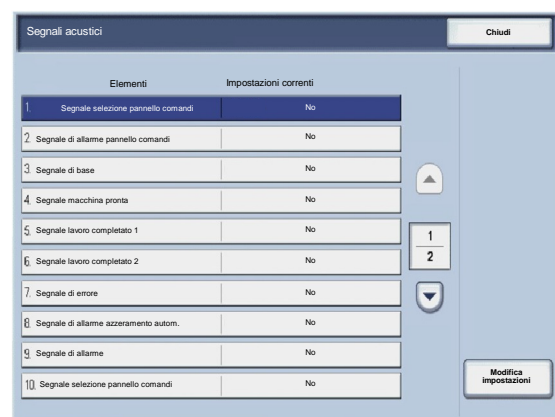 Segnali acustici
Chiudi
Elementi Impostazioni correnti
1. Segnale selezione pannello comandi No
2. Segnale di allarme pannello comandi No
3. Segnale di base No
4. Segnale macchina pronta No
5. Segnale lavoro completato 1 No
6. Segnale lavoro completato 2 No
7. Segnale di errore No
8. Segnale di allarme azzeramento autom. No
9. Segnale di allarme No
10. Segnale selezione pannello comandi No
1
2
Modifica
impostazioni